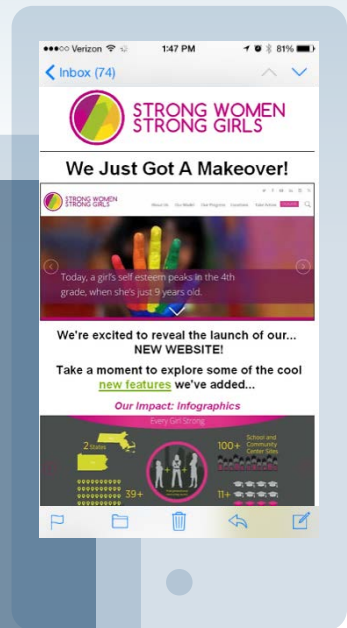 Verizon 1:47 PM 81%
Inbox (74)
STRONG WOMEN
STRONG GIRLS
We Just Got A Makeover!
STRONG WOMEN
STRONG GIRLS
About Us Our Model Our Programs Locations Take Action
Today, a girl's self esteem peaks in the 4th
grade, when she's just 9 years old.
We're excited to reveal the launch of our...
NEW WEBSITE!
Take a moment to explore some of the cool
new features we've added...
Our Impact: Infographics
Every Girl Strong
2 States
100+ School and
Community
Center Sites
39+
11+